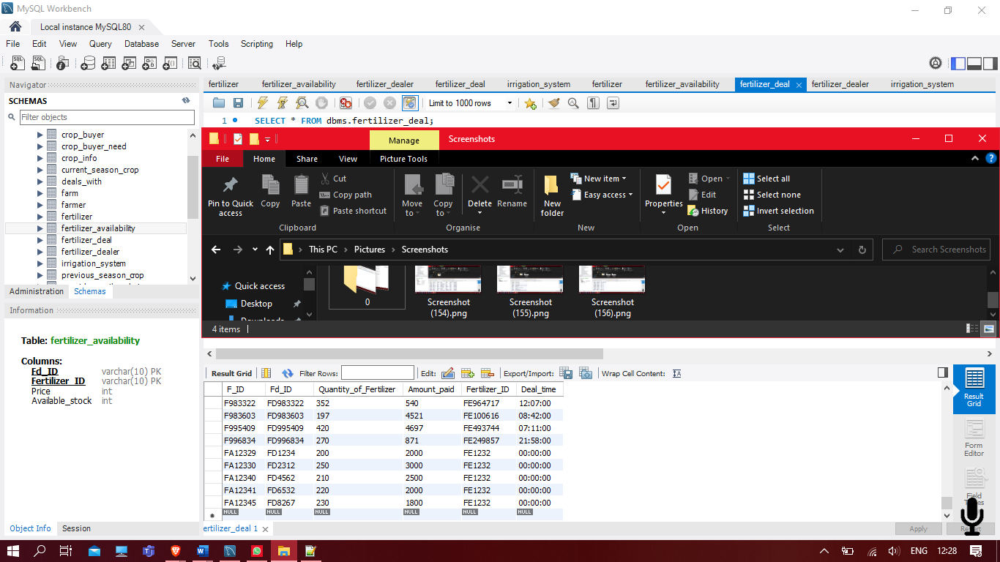 MySQL Workbench
Local instance MySQL80
File Edit View Query Database Server Tools Scripting Help
Navigator
SCHEMAS
Filter objects
crop_buyer
crop_buyer_need
crop_info
current_season_crop
deals_with
farm
farmer
fertilizer
fertilizer_availability
fertilizer_deal
fertilizer_dealer
irrigation_system
previous_season_crop
Administration Schemas
Information
Table: fertilizer_availability
Columns:
Fd_ID varchar(10) PK
Fertilizer_ID varchar(10) PK
Price int
Available_stock int
Object Info Session
fertilizer fertilizer_availability fertilizer_dealer fertilizer_deal irrigation_system fertilizer fertilizer_availability fertilizer_deal fertilizer_dealer irrigation_system
Limit to 1000 rows
1 SELECT * FROM dbms.fertilizer_deal;
Manage Screenshots
File Home Share View Picture Tools
Pin to Quick access
Copy
Paste
Cut
Copy path
Paste shortcut
Clipboard
Move to
Copy to
Delete
Rename
Organise
New folder
New item
Easy access
New
Properties
Open
Edit
History
Open
Select all
Select none
Invert selection
Select
This PC Pictures Screenshots
Search Screenshots
Quick access
Desktop
Downloads
0
Screenshot (154).png
Screenshot (155).png
Screenshot (156).png
4 items
Result Grid Filter Rows: Edit: Export/Import: Wrap Cell Content:
F_ID Fd_ID Quantity_of_Fertilizer Amount_paid Fertilizer_ID Deal_time
F983322 FD983322 352 540 FE964717 12:07:00
F983603 FD983603 197 4521 FE100616 08:42:00
F995409 FD995409 420 4697 FE493744 07:11:00
F996834 FD996834 270 871 FE249857 21:58:00
FA12329 FD1234 200 2000 FE1232 00:00:00
FA12330 FD2312 250 3000 FE1232 00:00:00
FA12340 FD4562 210 2500 FE1232 00:00:00
FA12341 FD6532 220 2000 FE1232 00:00:00
FA12345 FD8267 230 1800 FE1232 00:00:00
NULL NULL NULL NULL NULL NULL
Result Grid
Form Editor
Field Types
ertilizer_deal 1
Apply Revert
ENG 12:28